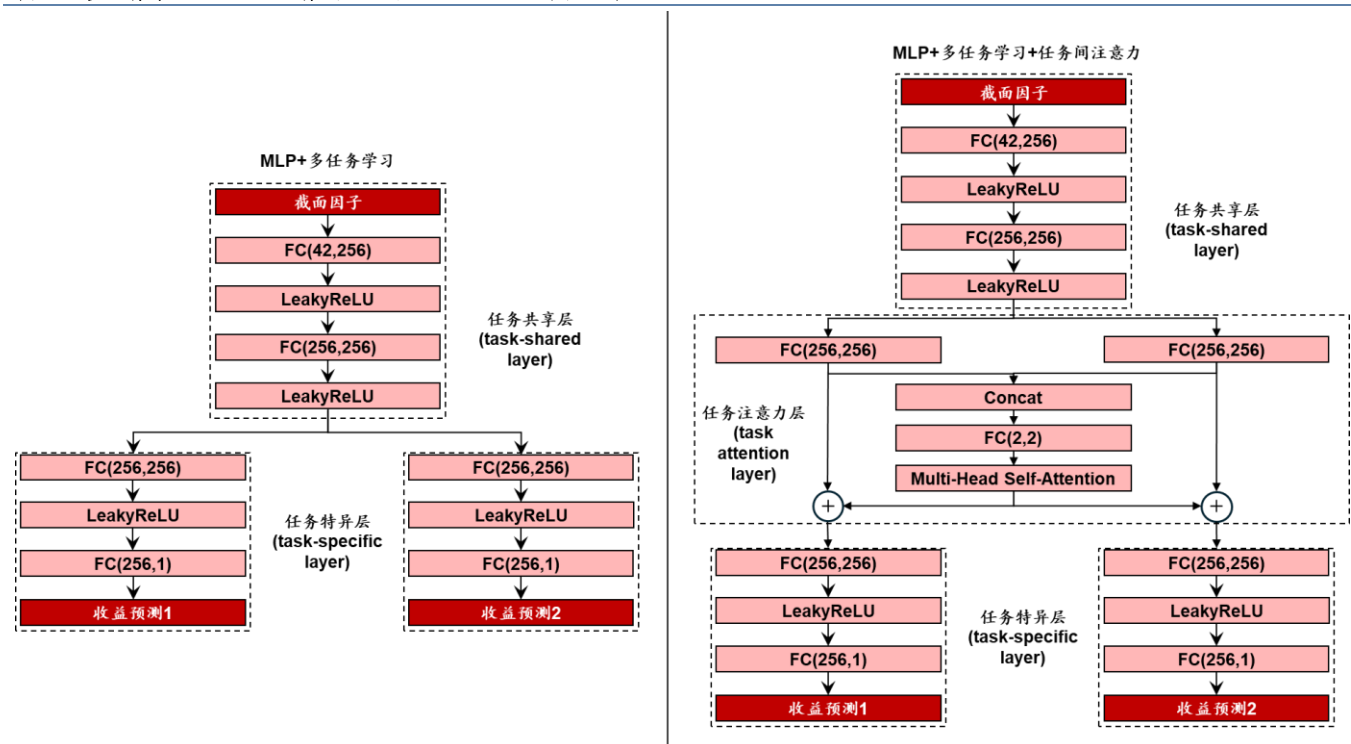 MLP+多任务学习
截面因子
FC(42,256)
LeakyReLU
FC(256,256)
LeakyReLU
任务共享层
(task-shared
layer)
FC(256,256)
LeakyReLU
FC(256,1)
收益预测1
任务特异层
(task-specific
layer)
FC(256,256)
LeakyReLU
FC(256,1)
收益预测2
MLP+多任务学习+任务间注意力
截面因子
FC(42,256)
LeakyReLU
FC(256,256)
LeakyReLU
任务共享层
(task-shared
layer)
FC(256,256)
FC(256,256)
任务注意力层
(task
attention
layer)
Concat
FC(2,2)
Multi-Head Self-Attention
+
+
FC(256,256)
LeakyReLU
FC(256,1)
收益预测1
任务特异层
(task-specific
layer)
FC(256,256)
LeakyReLU
FC(256,1)
收益预测2